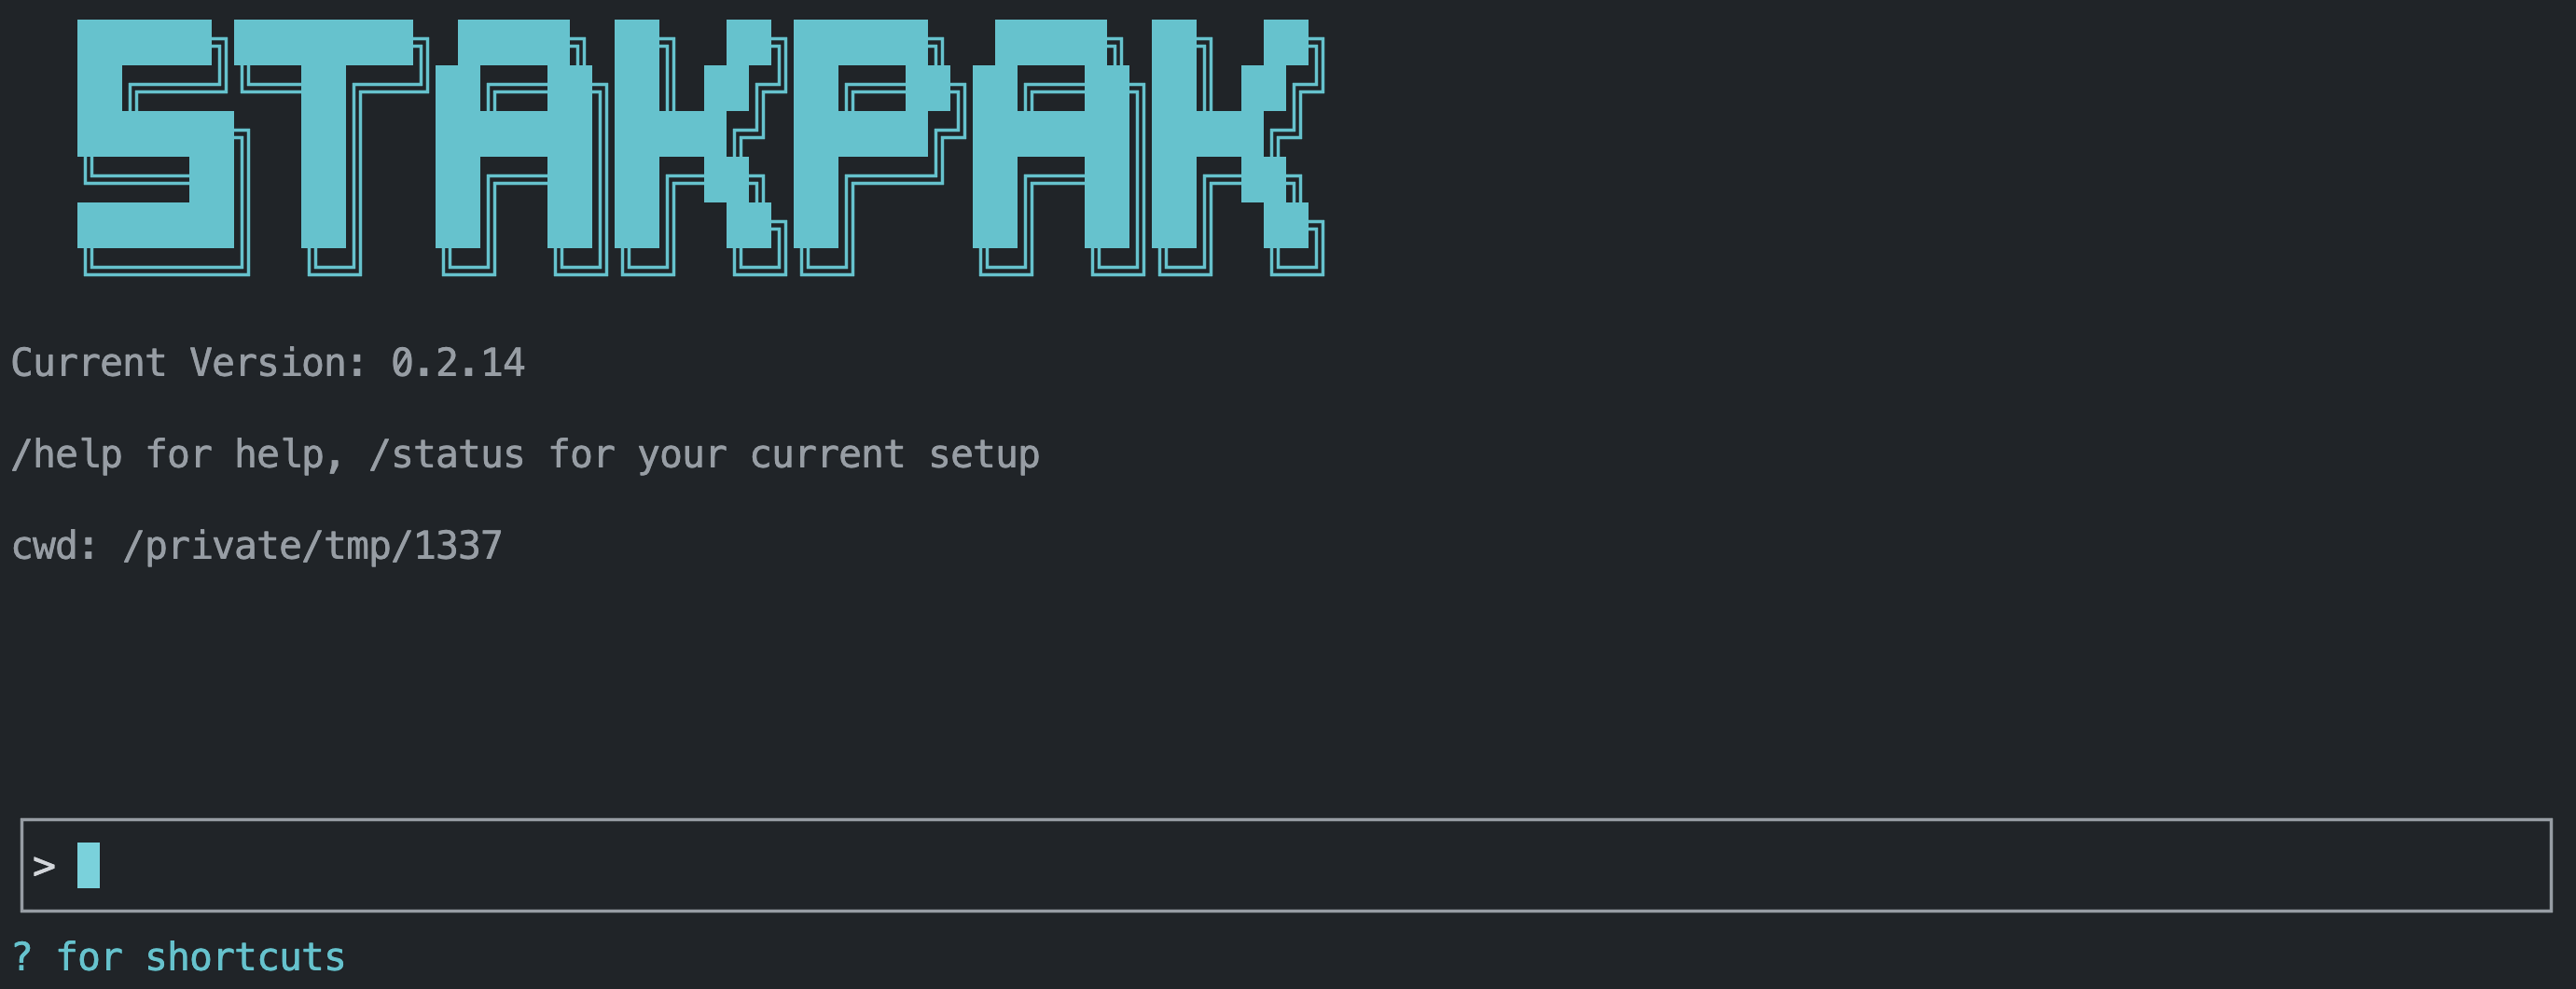 STAKPAK
Current Version: 0.2.14
/help for help, /status for your current setup
cwd: /private/tmp/1337
>
? for shortcuts